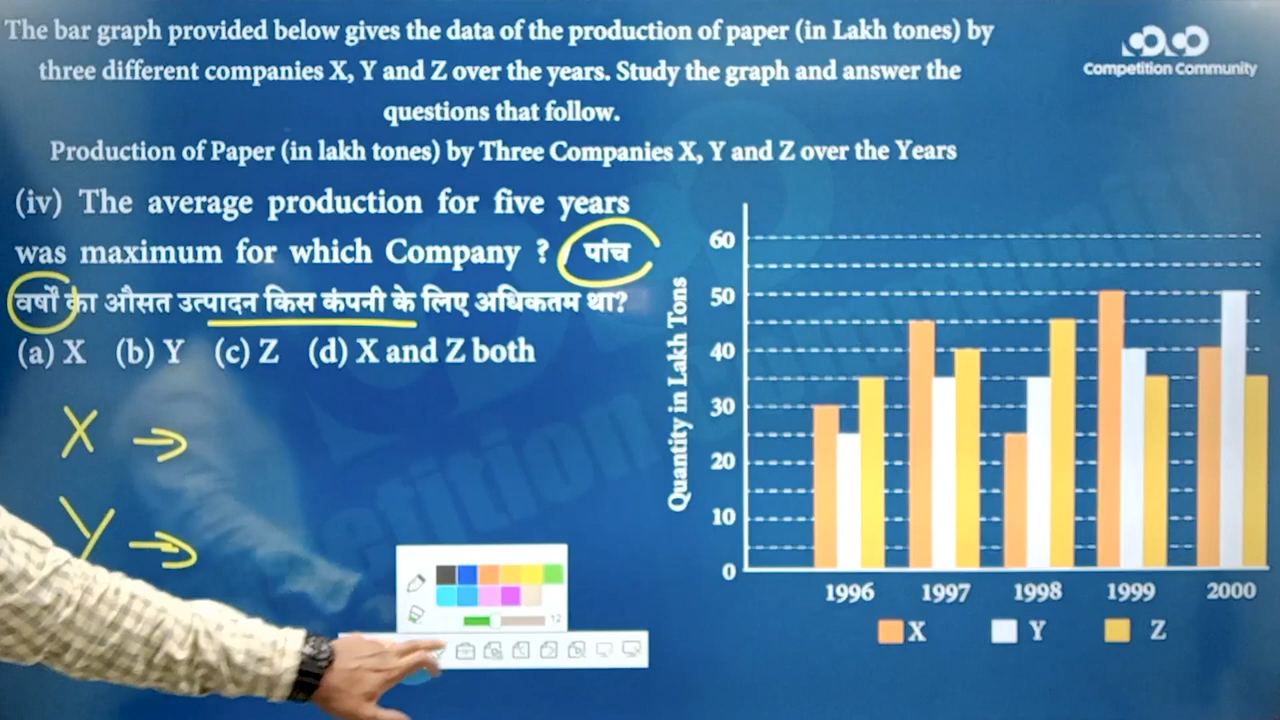 The bar graph provided below gives the data of the production of paper (in Lakh tones) by
three different companies X, Y and Z over the years. Study the graph and answer the
questions that follow.
Production of Paper (in lakh tones) by Three Companies X, Y and Z over the Years
Competition Community
(iv) The average production for five years
was maximum for which Company ? / पांच
वर्षों का औसत उत्पादन किस कंपनी के लिए अधिकतम था?
(a) X (b) Y (c) Z (d) X and Z both
X →
Y →
12
Quantity in Lakh Tons
60
50
40
30
20
10
0
1996 1997 1998 1999 2000
X Y Z